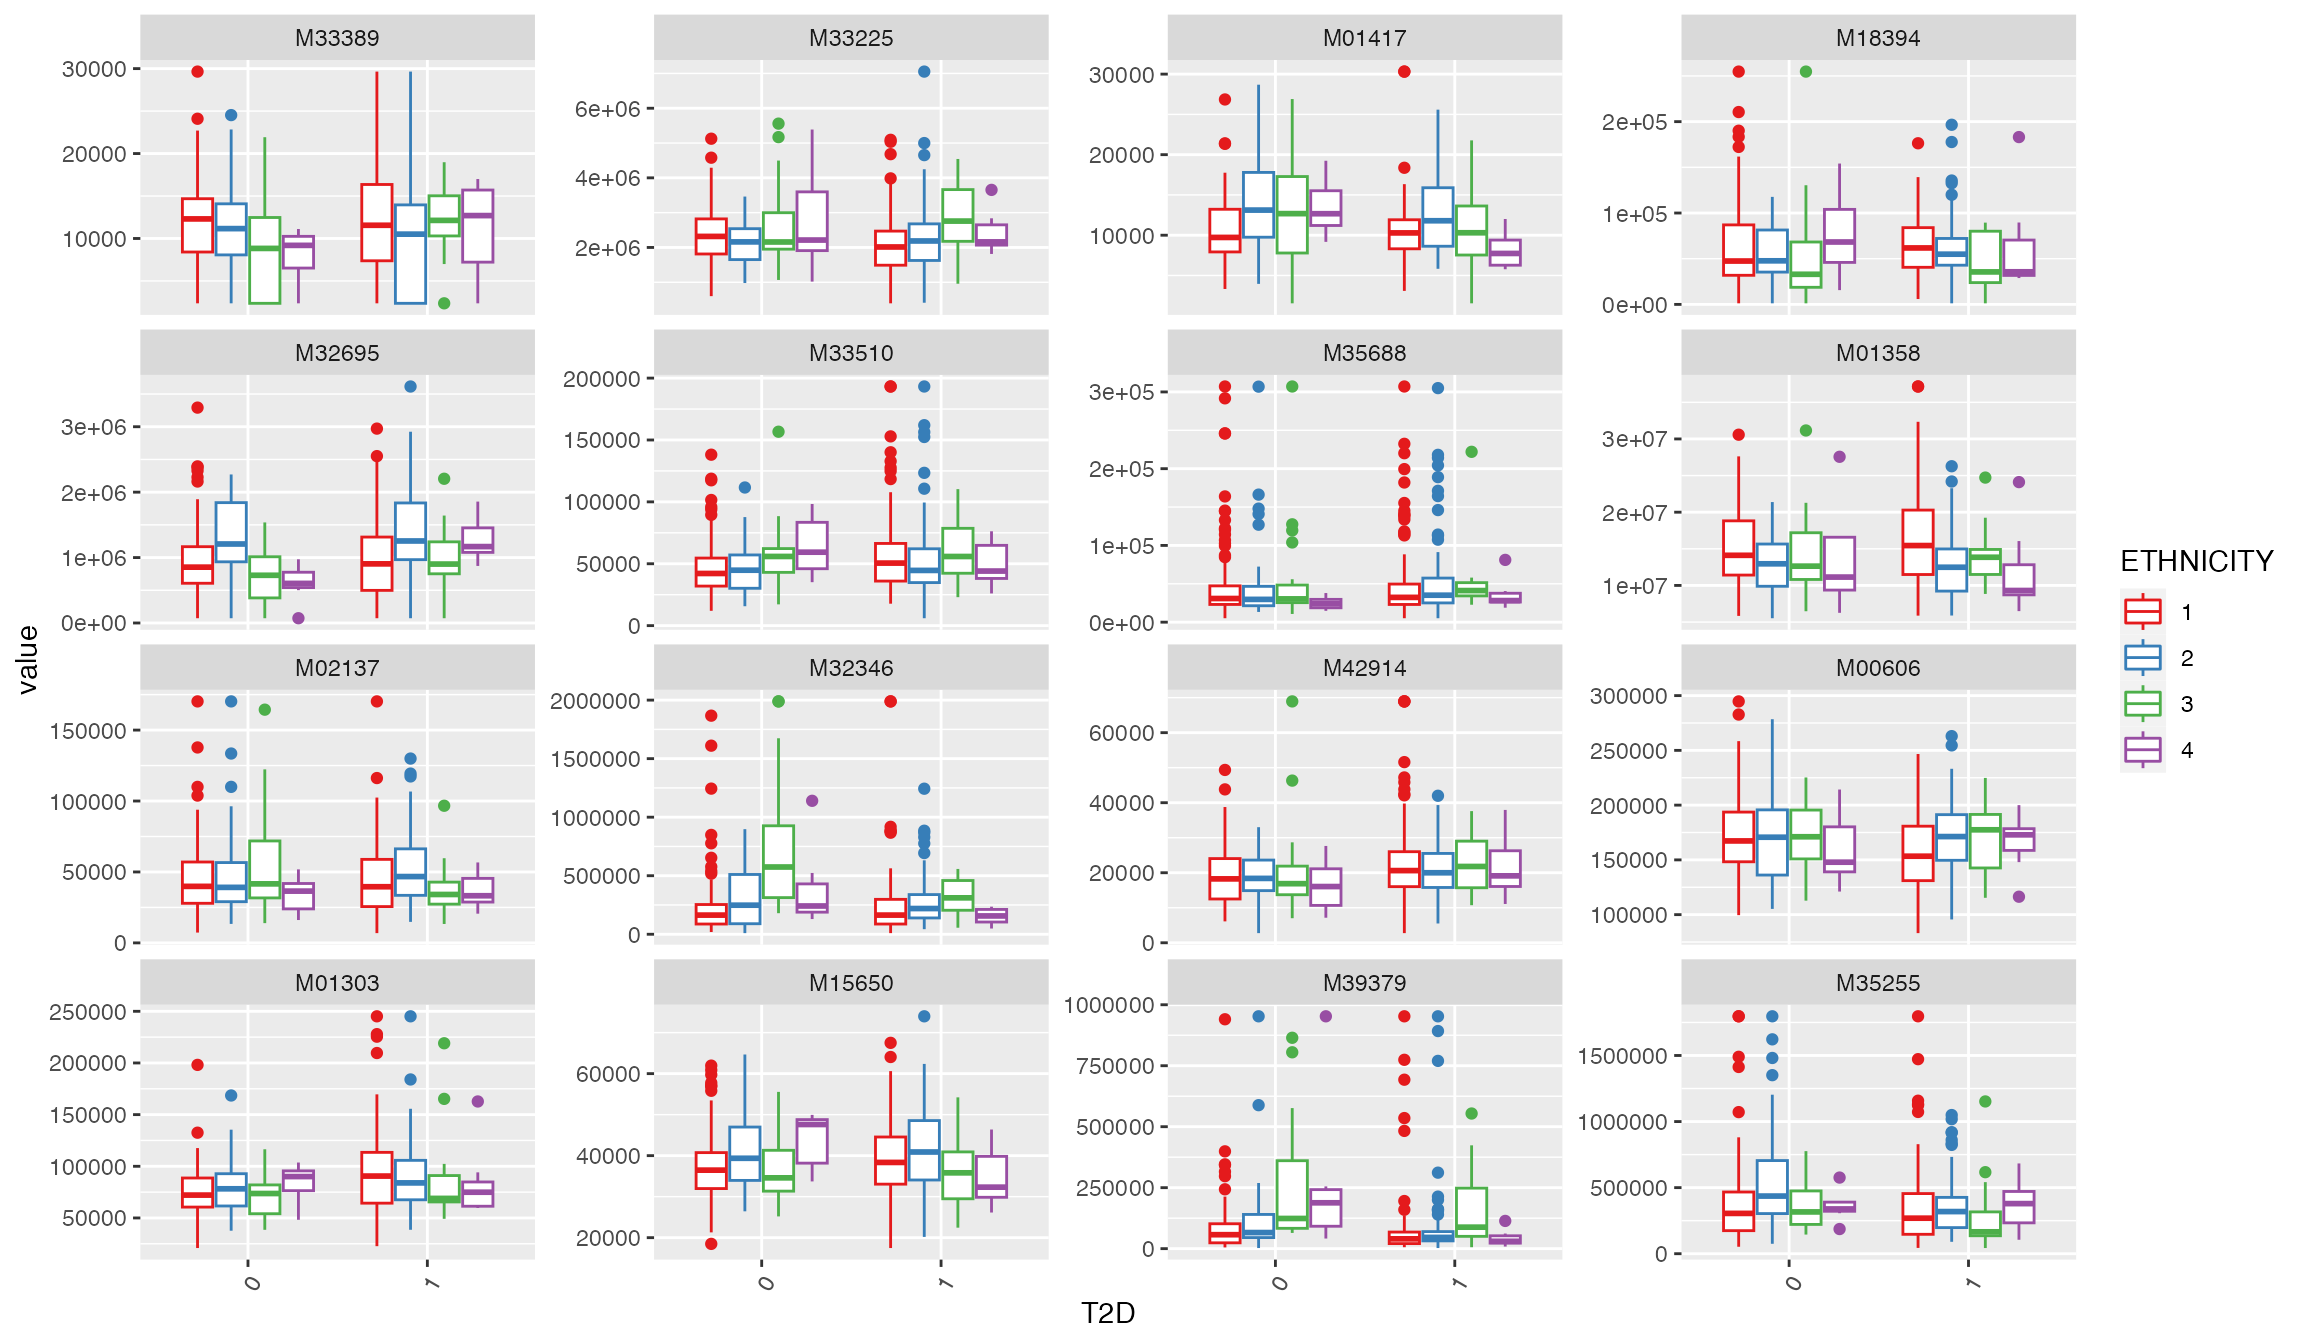 M33389
M33225
M01417
M18394
30000
20000
10000
6e+06
4e+06
2e+06
30000
20000
10000
2e+05
1e+05
0e+00
M32695
M33510
M35688
M01358
3e+06
2e+06
1e+06
0e+00
200000
150000
100000
50000
0
3e+05
2e+05
1e+05
0e+00
3e+07
2e+07
1e+07
M02137
M32346
M42914
M00606
150000
100000
50000
0
2000000
1500000
1000000
500000
0
60000
40000
20000
0
300000
250000
200000
150000
100000
M01303
M15650
M39379
M35255
250000
200000
150000
100000
50000
60000
40000
20000
1000000
750000
500000
250000
0
1500000
1000000
500000
0
0
1
0
1
0
1
0
1
value
T2D
ETHNICITY
1
2
3
4